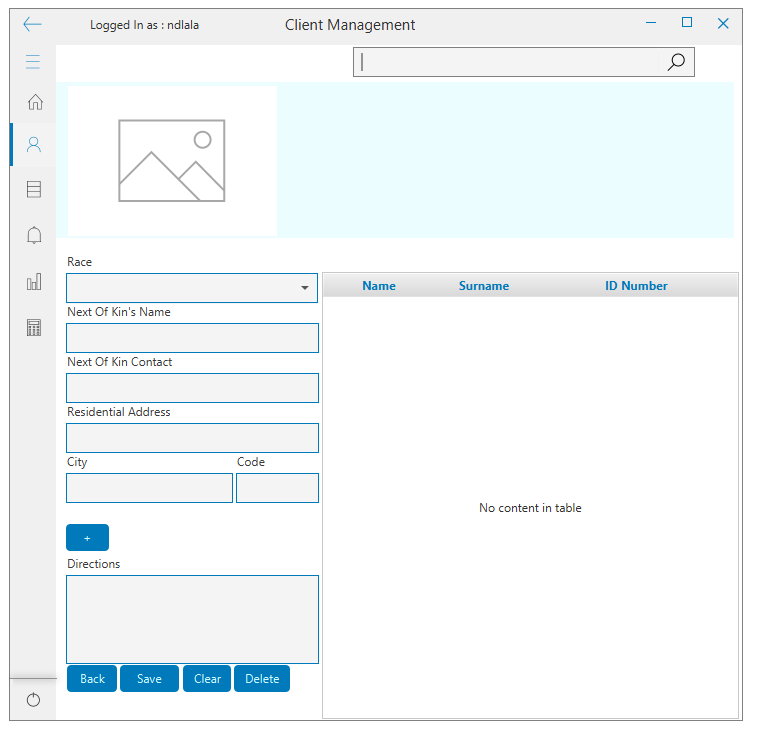 Logged In as : ndlala
Client Management
Race
Name Surname ID Number
Next Of Kin's Name
Next Of Kin Contact
Residential Address
City Code
No content in table
+
Directions
Back Save Clear Delete